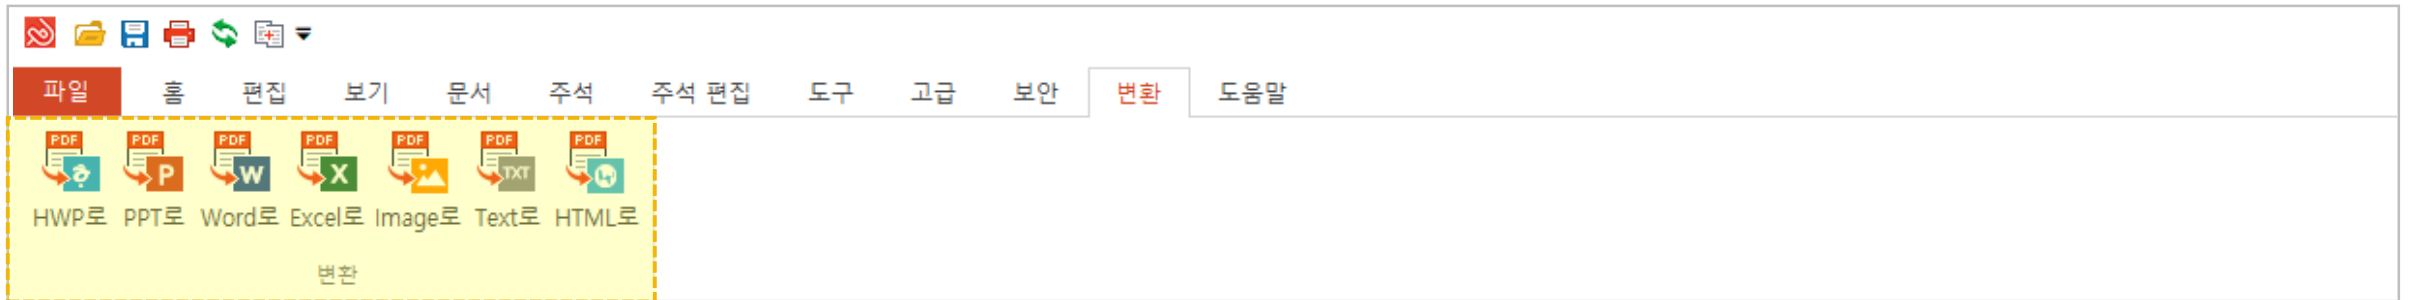 파일 홈 편집 보기 문서 주석 주석 편집 도구 고급 보안 변환 도움말
PDF PDF PDF PDF PDF PDF PDF
한 P W X TXT
HWP로 PPT로 Word로 Excel로 Image로 Text로 HTML로
변환